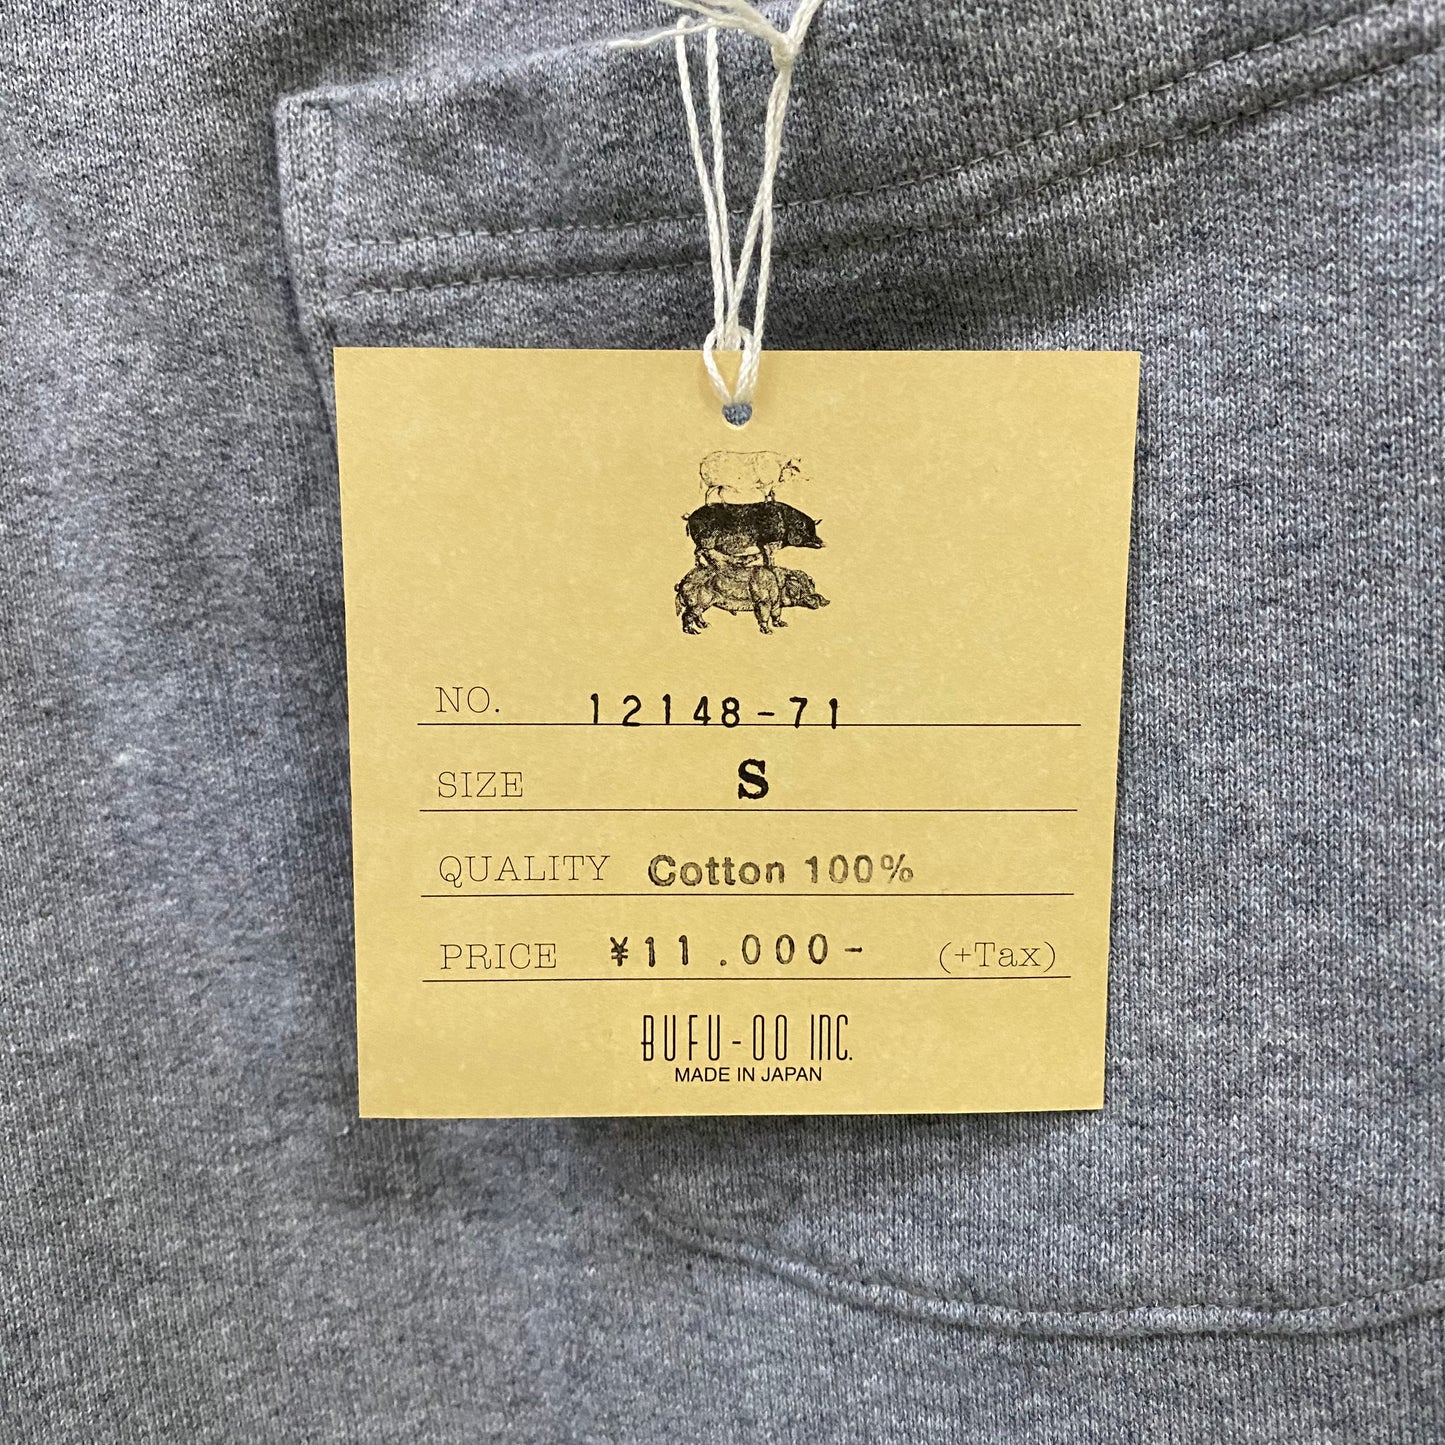 NO. 12148-71
SIZE S
QUALITY Cotton 100%
PRICE ¥11.000- (+Tax)
BUFU-OO INC.
MADE IN JAPAN